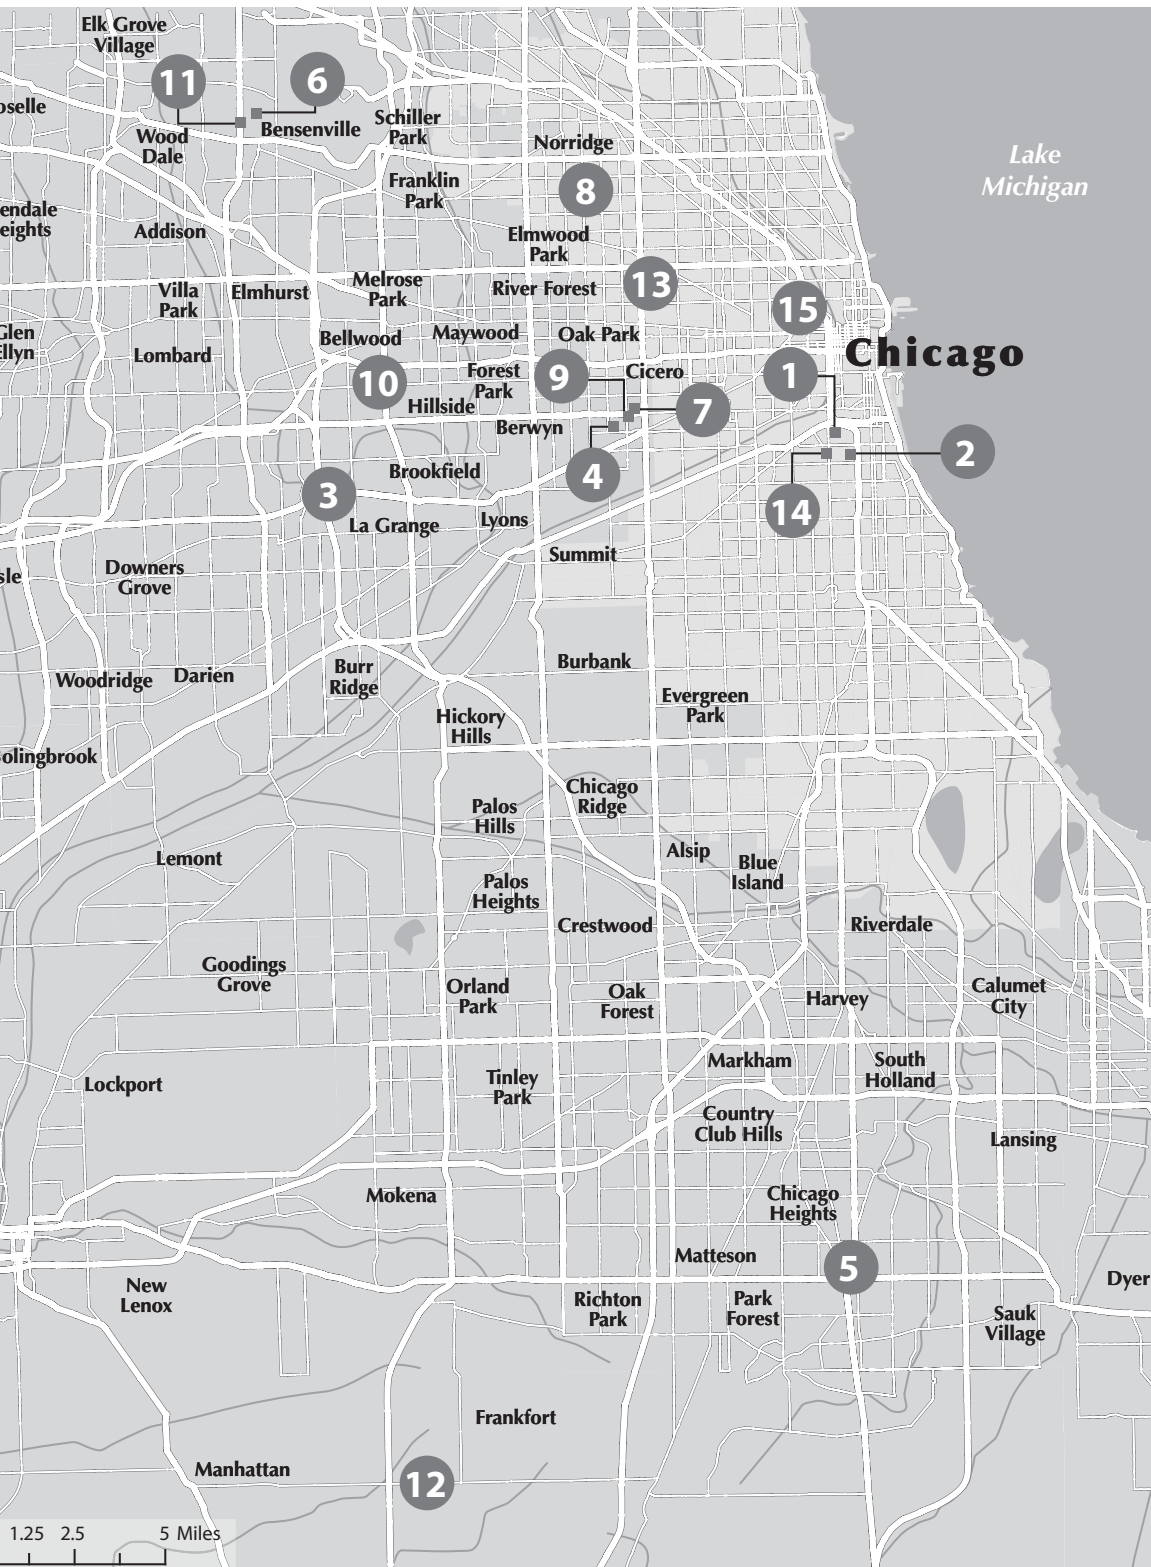 Elk Grove
Village
11
6
oselle
Schiller
Park
Bensenville
Wood
Dale
Norridge
Lake
Michigan
Franklin
Park
8
endale
eights
Addison
Elmwood
Park
Villa
Park
Elmhurst
Melrose
Park
River Forest
13
15
Glen
Ellyn
Lombard
Bellwood
Maywood
Oak Park
Chicago
10
Forest
Park
9
Cicero
1
Hillside
7
Berwyn
Brookfield
4
2
3
14
La Grange
Lyons
Summit
sle
Downers
Grove
Woodridge
Darien
Burr
Ridge
Burbank
Evergreen
Park
Hickory
Hills
olingbrook
Chicago
Ridge
Palos
Hills
Lemont
Alsip
Blue
Island
Palos
Heights
Crestwood
Riverdale
Goodings
Grove
Orland
Park
Oak
Forest
Harvey
Calumet
City
Markham
South
Holland
Lockport
Tinley
Park
Country
Club Hills
Lansing
Mokena
Chicago
Heights
Matteson
5
New
Lenox
Dyer
Richton
Park
Park
Forest
Sauk
Village
Frankfort
Manhattan
12
1.25 2.5 5 Miles